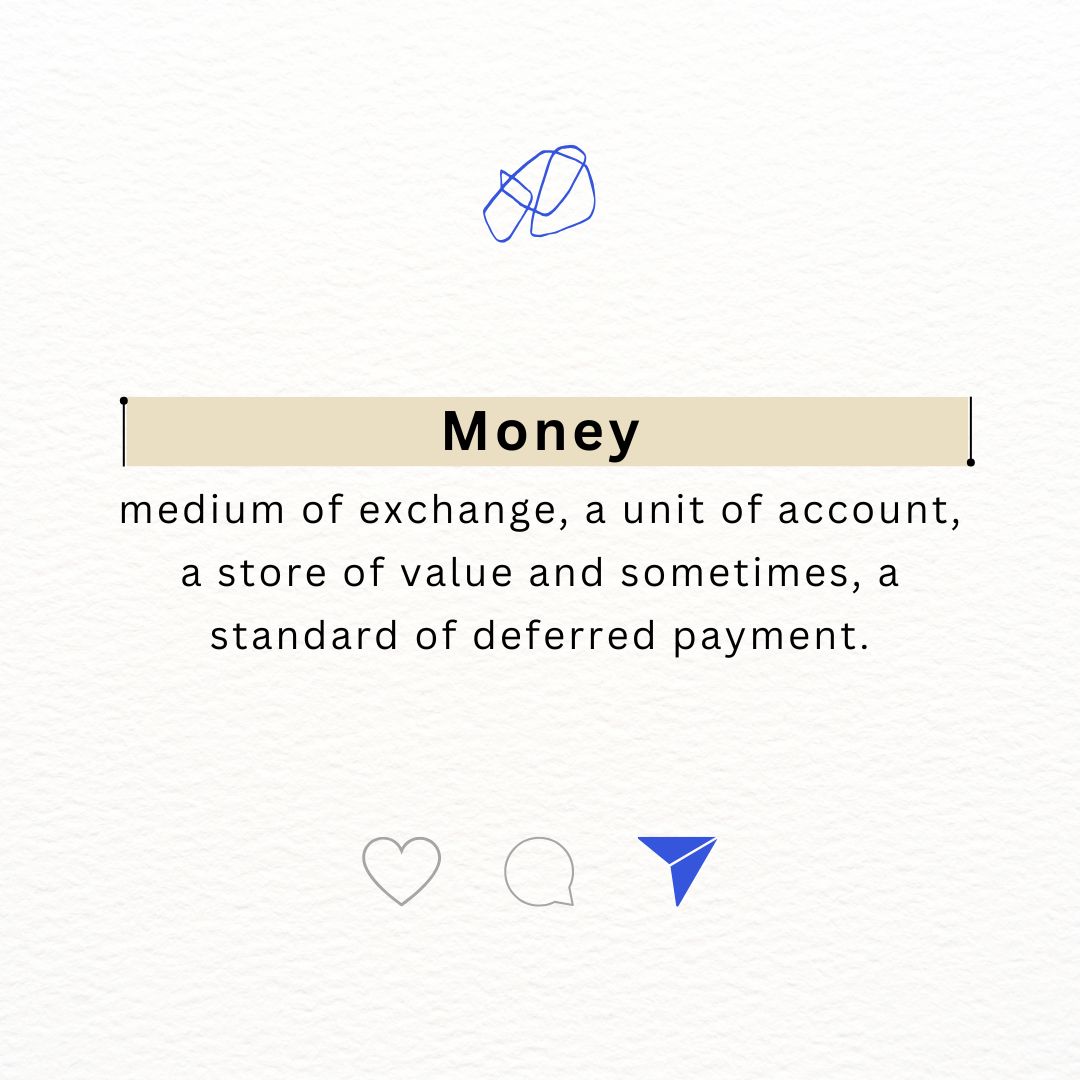 Money
medium of exchange, a unit of account,
a store of value and sometimes, a
standard of deferred payment.